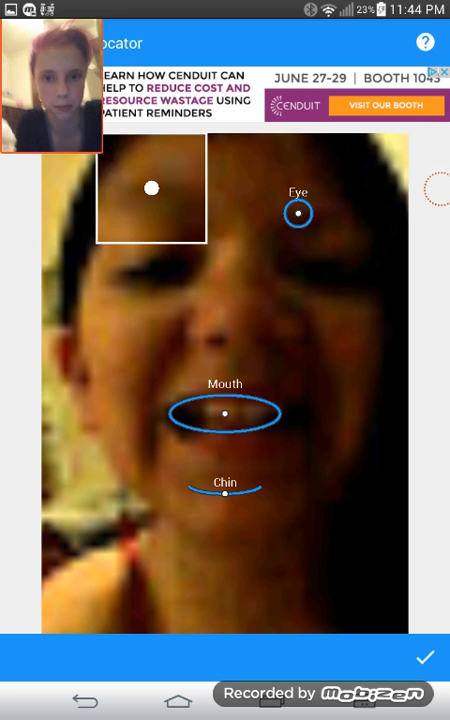 23% 11:44 PM
ocator
?
EARN HOW CENDUIT CAN
HELP TO REDUCE COST AND
RESOURCE WASTAGE USING
PATIENT REMINDERS
JUNE 27-29 | BOOTH 1043
CENDUIT
VISIT OUR BOOTH
Eye
Mouth
Chin
Recorded by Mobizen